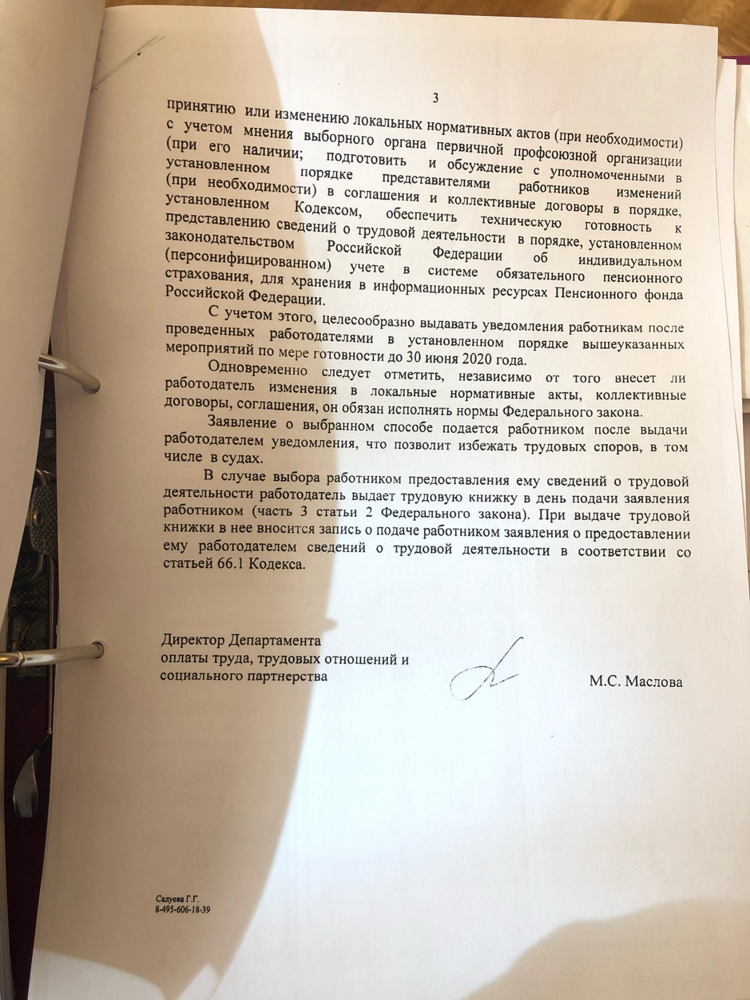 3
принятию или изменению локальных нормативных актов (при необходимости)
с учетом мнения выборного органа первичной профсоюзной организации
(при его наличии; подготовить и обсуждение с уполномоченными в
установленном порядке представителями работников изменений
(при необходимости) в соглашения и коллективные договоры в порядке,
установленном Кодексом, обеспечить техническую готовность к
представлению сведений о трудовой деятельности в порядке, установленном
законодательством Российской Федерации об индивидуальном
(персонифицированном) учете в системе обязательного пенсионного
страхования, для хранения в информационных ресурсах Пенсионного фонда
Российской Федерации.
С учетом этого, целесообразно выдавать уведомления работникам после
проведенных работодателями в установленном порядке вышеуказанных
мероприятий по мере готовности до 30 июня 2020 года.
Одновременно следует отметить, независимо от того внесет ли
работодатель изменения в локальные нормативные акты, коллективные
договоры, соглашения, он обязан исполнять нормы Федерального закона.
Заявление о выбранном способе подается работником после выдачи
работодателем уведомления, что позволит избежать трудовых споров, в том
числе в судах.
В случае выбора работником предоставления ему сведений о трудовой
деятельности работодатель выдает трудовую книжку в день подачи заявления
работником (часть 3 статьи 2 Федерального закона). При выдаче трудовой
книжки в нее вносится запись о подаче работником заявления о предоставлении
ему работодателем сведений о трудовой деятельности в соответствии со
статьей 66.1 Кодекса.
Директор Департамента
оплаты труда, трудовых отношений и
социального партнерства
М.С. Маслова
Садуева Г.Г.
8-495-606-18-39